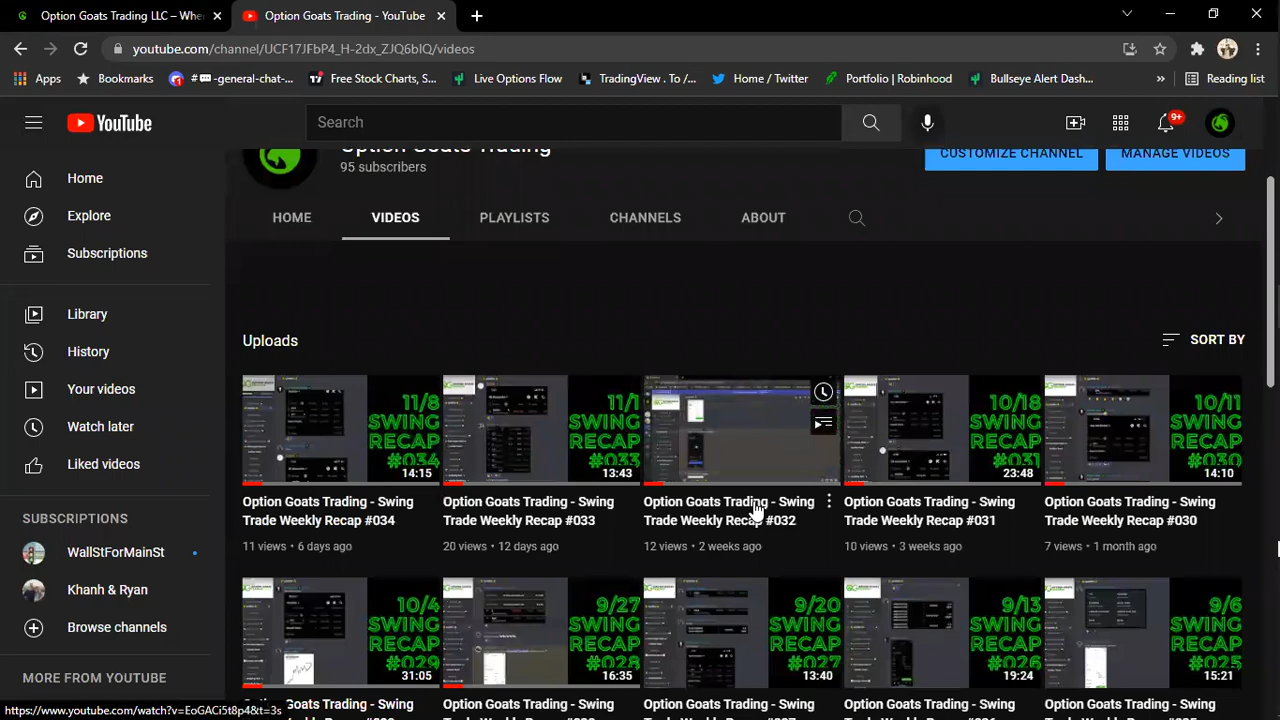 Option Goats Trading LLC – Whe
Option Goats Trading - YouTube
youtube.com/channel/UCF17JFbP4_H-2dx_ZJQ6bIQ/videos
Apps
Bookmarks
#💬-general-chat-...
Free Stock Charts, S...
Live Options Flow
TradingView . To /...
Home / Twitter
Portfolio | Robinhood
Bullseye Alert Dash...
»
Reading list
YouTube
Search
9+
Option Goats Trading
95 subscribers
CUSTOMIZE CHANNEL
MANAGE VIDEOS
HOME
VIDEOS
PLAYLISTS
CHANNELS
ABOUT
Home
Explore
Subscriptions
Library
History
Your videos
Watch later
Liked videos
SUBSCRIPTIONS
WallStForMainSt
Khanh & Ryan
Browse channels
MORE FROM YOUTUBE
Uploads
SORT BY
11/8
SWING
RECAP
#034
14:15
Option Goats Trading - Swing
Trade Weekly Recap #034
11 views • 6 days ago
11/1
SWING
RECAP
#033
13:43
Option Goats Trading - Swing
Trade Weekly Recap #033
20 views • 12 days ago
Option Goats Trading - Swing
Trade Weekly Recap #032
12 views • 2 weeks ago
10/18
SWING
RECAP
#031
23:48
Option Goats Trading - Swing
Trade Weekly Recap #031
10 views • 3 weeks ago
10/11
SWING
RECAP
#030
14:10
Option Goats Trading - Swing
Trade Weekly Recap #030
7 views • 1 month ago
10/4
SWING
RECAP
#029
31:05
Option Goats Trading - Swing
9/27
SWING
RECAP
#028
16:35
Option Goats Trading - Swing
9/20
SWING
RECAP
#027
13:40
Option Goats Trading - Swing
9/13
SWING
RECAP
#026
19:24
Option Goats Trading - Swing
9/6
SWING
RECAP
#025
15:21
Option Goats Trading - Swing
https://www.youtube.com/watch?v=EoGACi5t8p4&t=3s